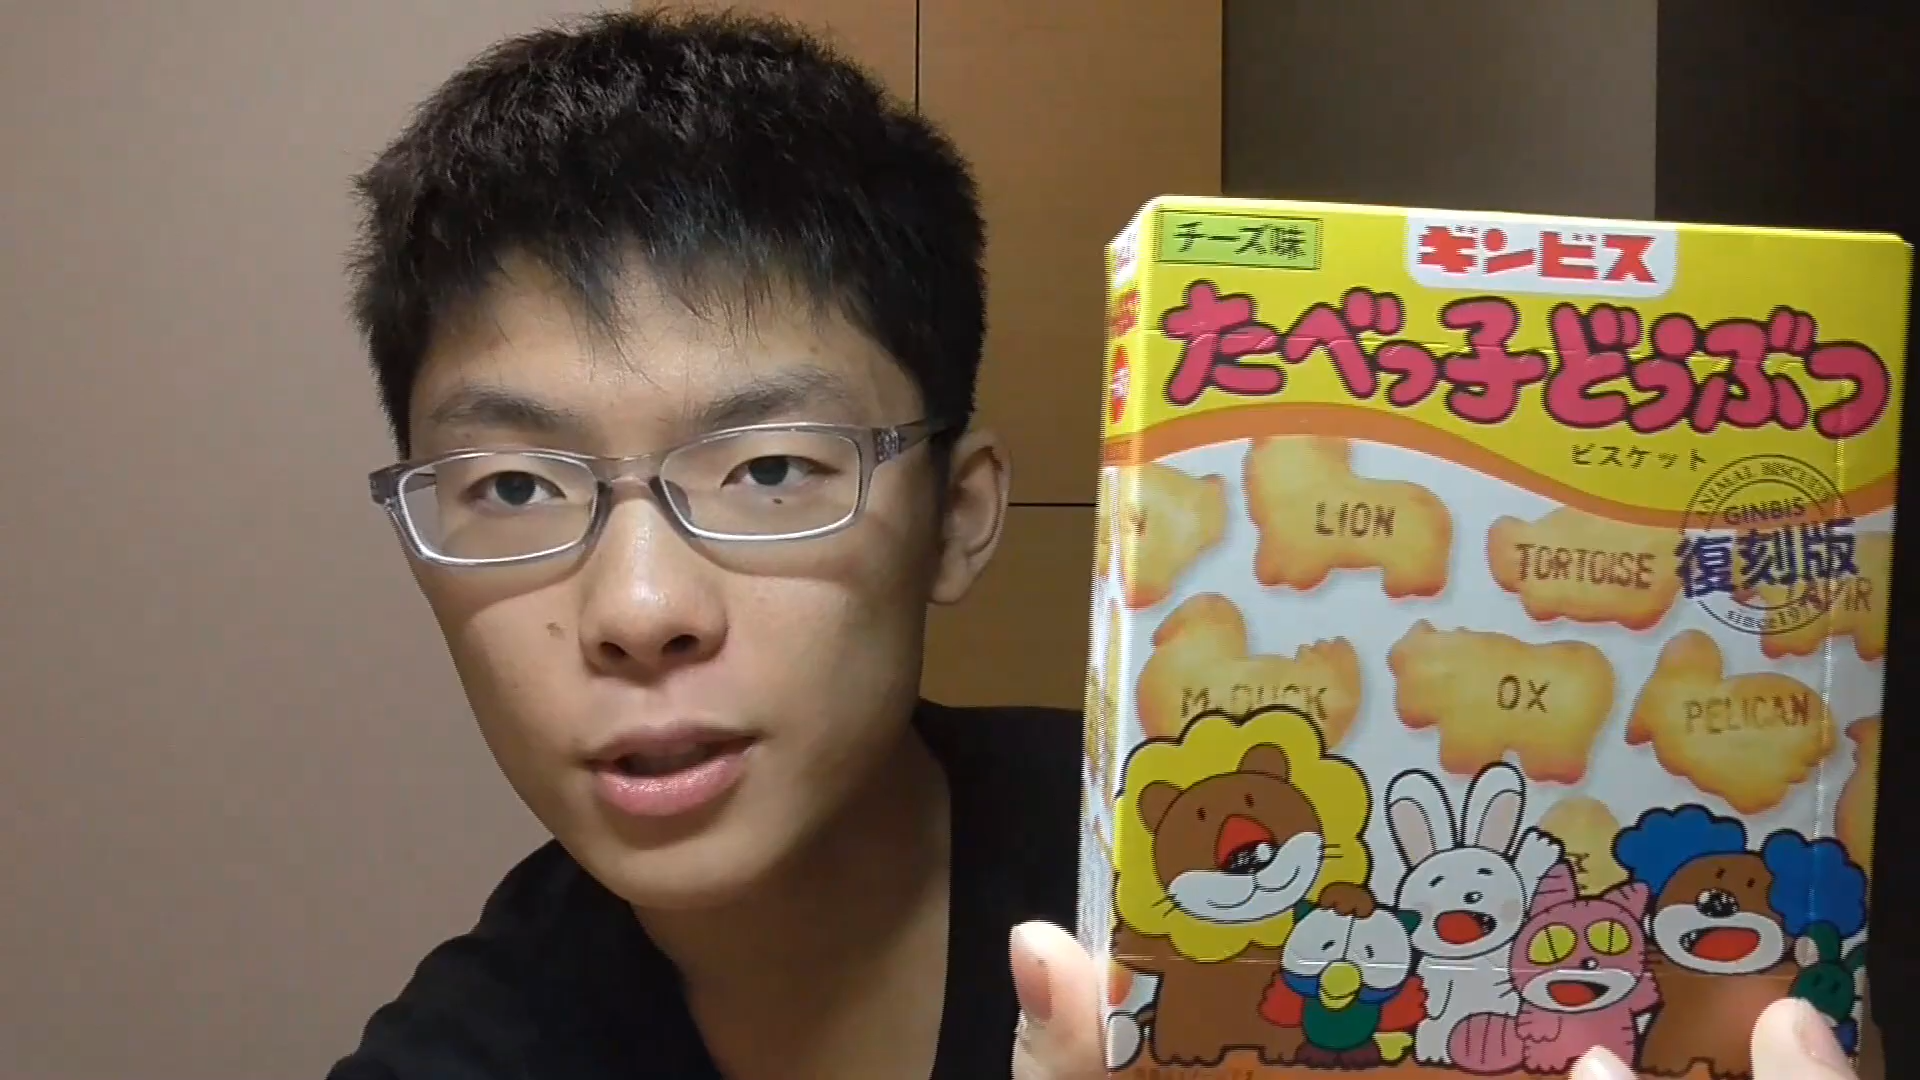 チーズ味
ギンビス
たべっ子どうぶつ
ビスケット
LION
TORTOISE
GINBIS
復刻版
M.DUCK
OX
PELICAN